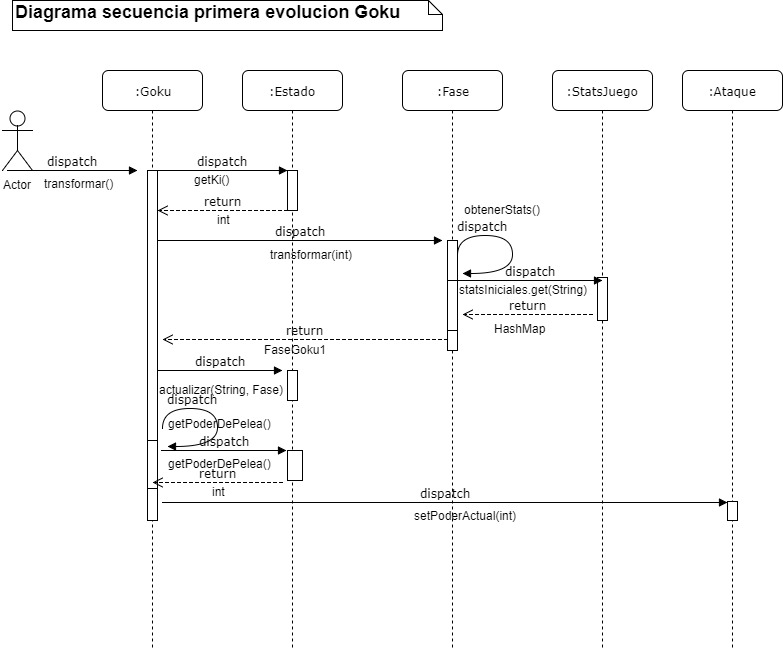 Diagrama secuencia primera evolucion Goku
:Goku
:Estado
:Fase
:StatsJuego
:Ataque
Actor
dispatch
transformar()
dispatch
getKi()
return
int
dispatch
transformar(int)
obtenerStats()
dispatch
dispatch
statsIniciales.get(String)
return
HashMap
return
FaseGoku1
dispatch
actualizar(String, Fase)
dispatch
getPoderDePelea()
dispatch
getPoderDePelea()
return
int
dispatch
setPoderActual(int)